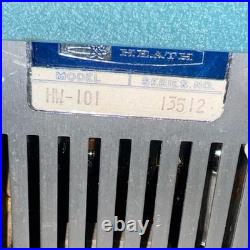 HEATH
MODEL SERIES NO.
HW-101 13512